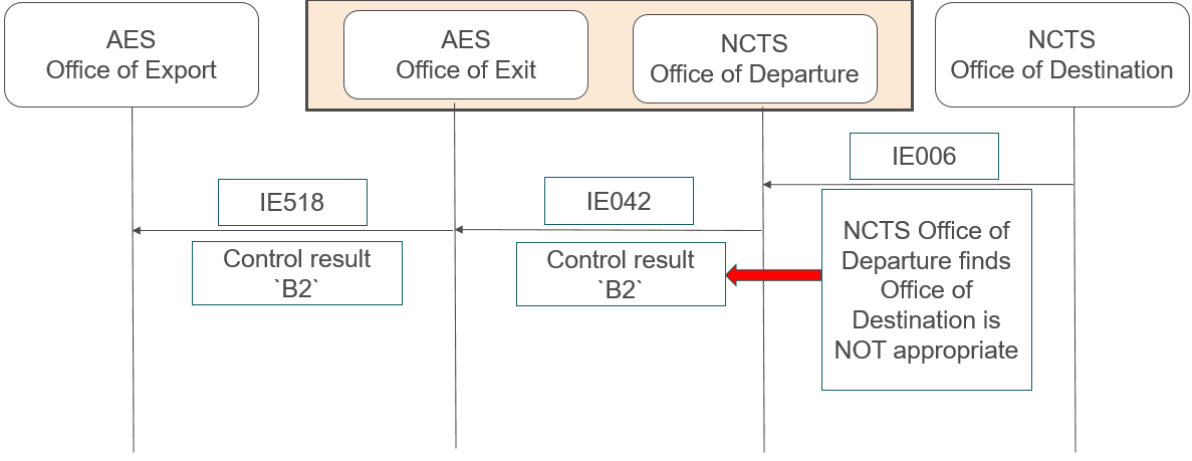 AES
Office of Export
AES
Office of Exit
NCTS
Office of Departure
NCTS
Office of Destination
IE006
IE518
IE042
Control result
`B2`
Control result
`B2`
NCTS Office of
Departure finds
Office of
Destination is
NOT appropriate